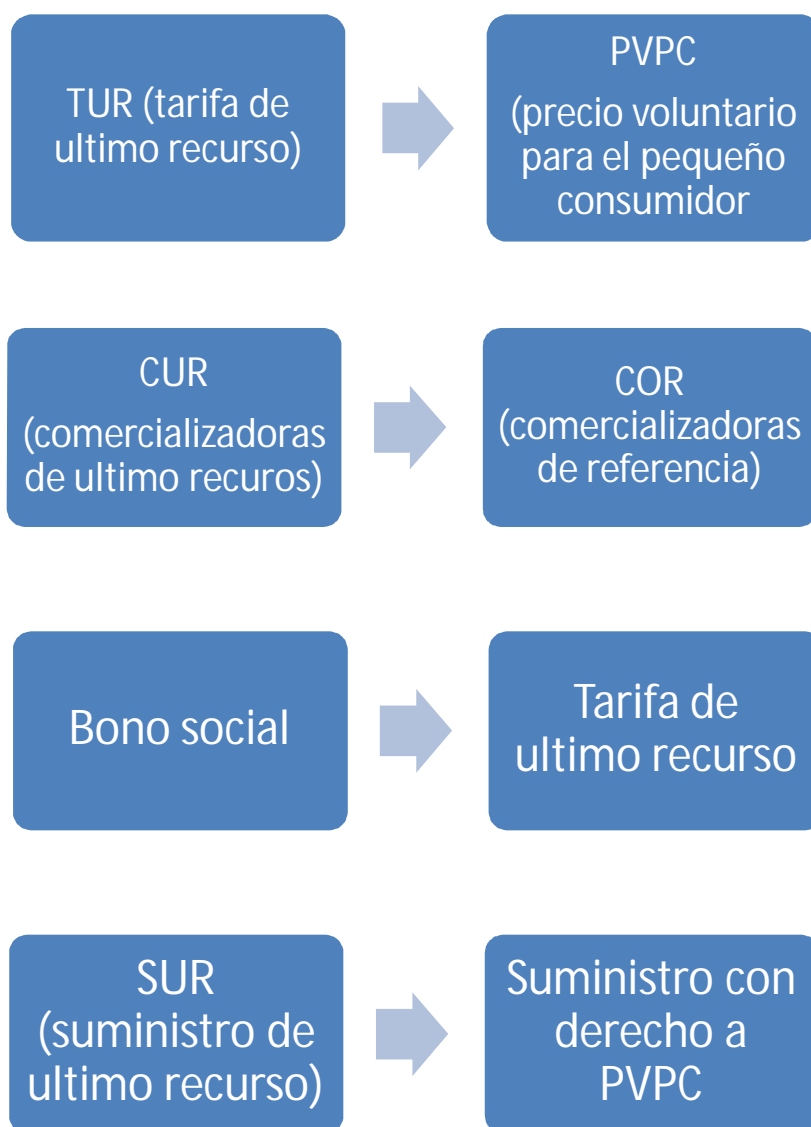 TUR (tarifa de
ultimo recurso)
PVPC
(precio voluntario
para el pequeño
consumidor
CUR
(comercializadoras
de ultimo recuros)
COR
(comercializadoras
de referencia)
Bono social
Tarifa de
ultimo recurso
SUR
(suministro de
ultimo recurso)
Suministro con
derecho a
PVPC